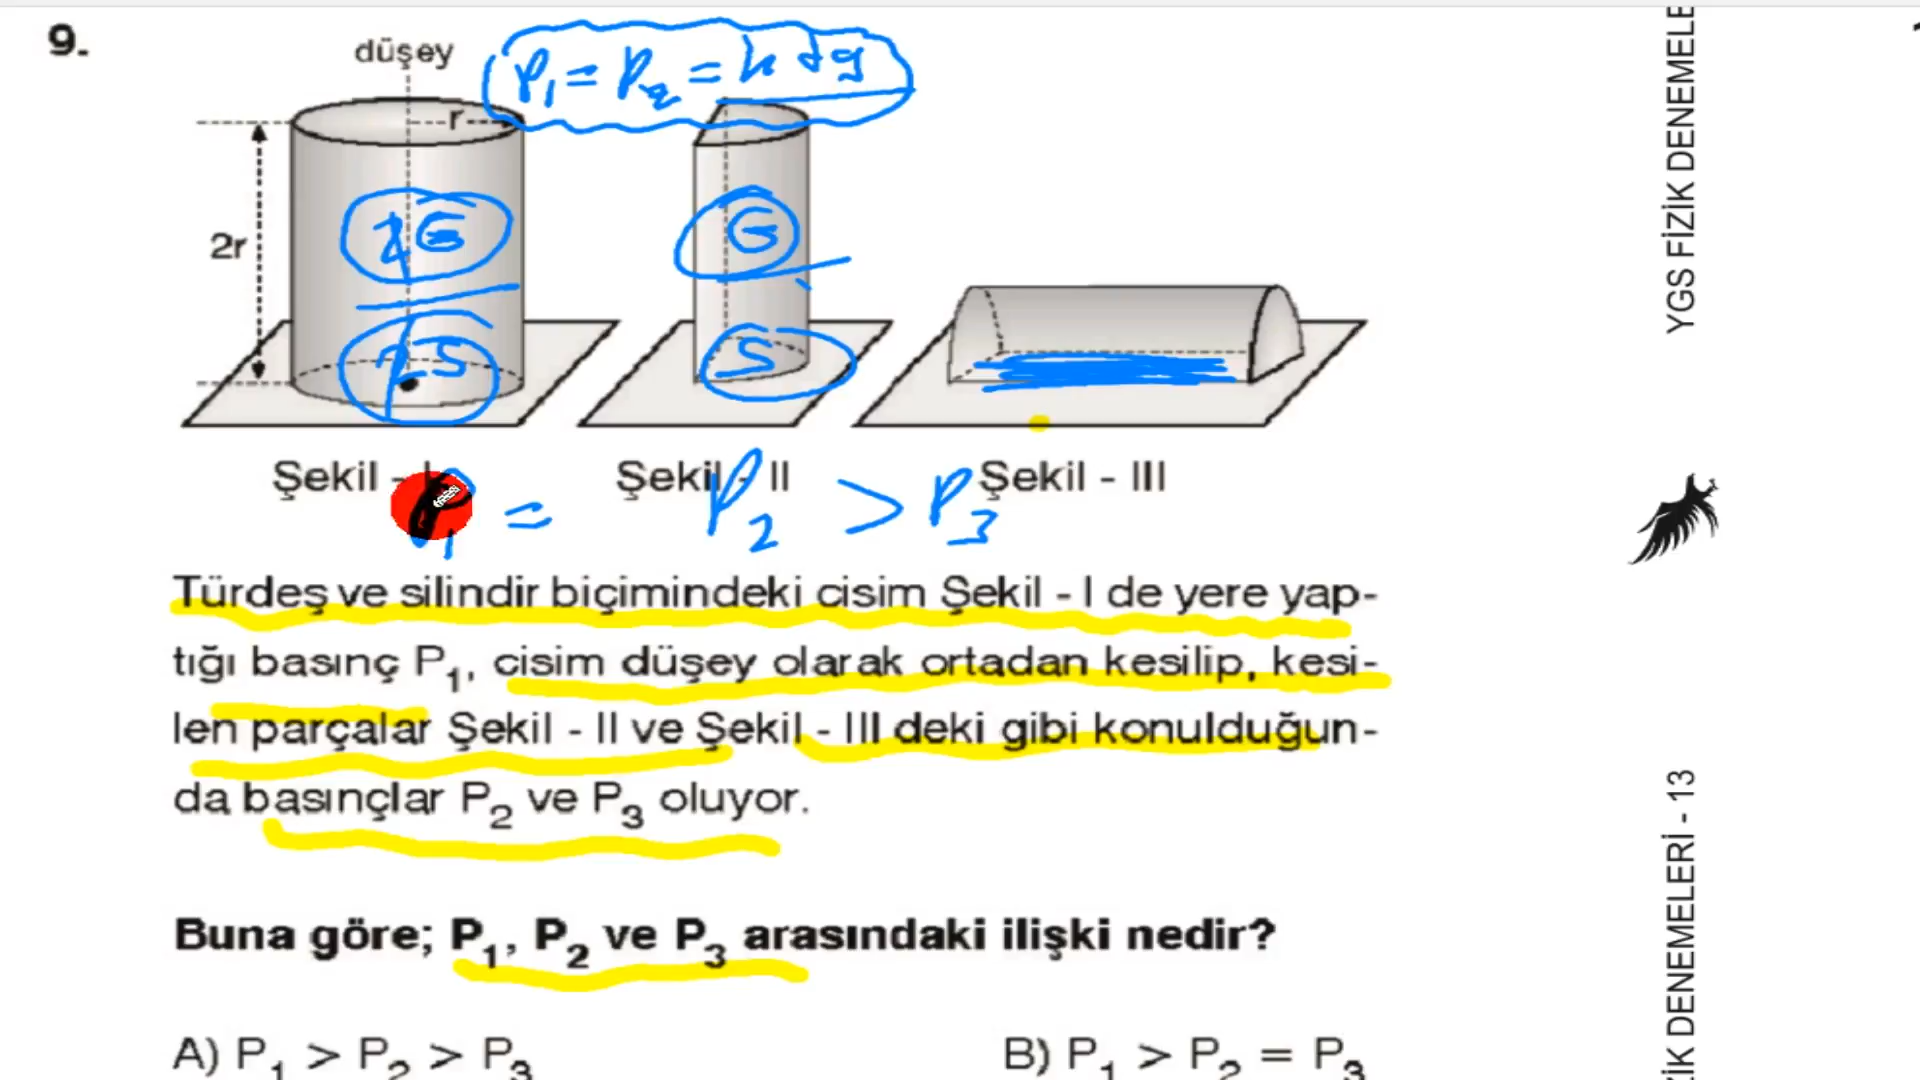 9.
düşey
P₁ = P₂ = h d g
r
2r
2G
G
2S
S
Şekil - I
Şekil - II
Şekil - III
P₁ = P₂ > P₃
Türdeş ve silindir biçimindeki cisim Şekil - I de yere yap-
tığı basınç P₁, cisim düşey olarak ortadan kesilip, kesi-
len parçalar Şekil - II ve Şekil - III deki gibi konulduğun-
da basınçlar P₂ ve P₃ oluyor.
Buna göre; P₁, P₂ ve P₃ arasındaki ilişki nedir?
A) P₁ > P₂ > P₃
B) P₁ > P₂ = P₃
YGS FİZİK DENEMELE
ZİK DENEMELERİ - 13